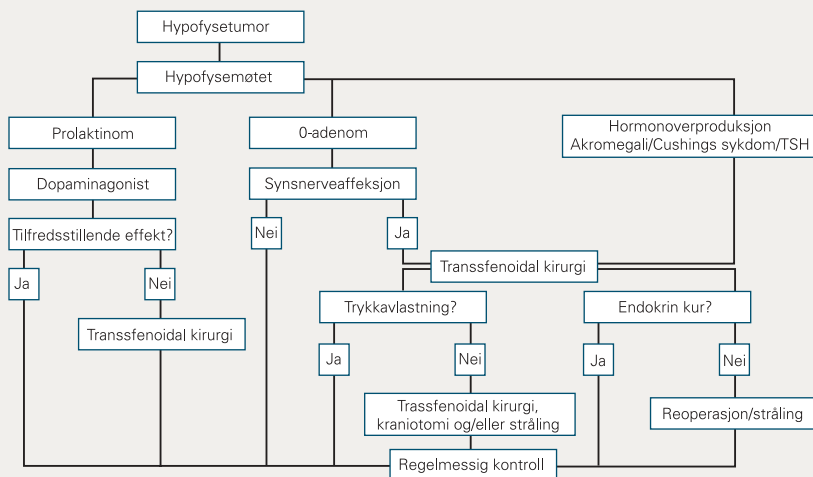 Hypofysetumor
Hypofysemøtet
Prolaktinom
0-adenom
Hormonoverproduksjon
Akromegali/Cushings sykdom/TSH
Dopaminagonist
Synsnerveaffeksjon
Tilfredsstillende effekt?
Nei
Ja
Transsfenoidal kirurgi
Ja
Nei
Trykkavlastning?
Endokrin kur?
Transsfenoidal kirurgi
Ja
Nei
Ja
Nei
Trassfenoidal kirurgi,
kraniotomi og/eller stråling
Reoperasjon/stråling
Regelmessig kontroll